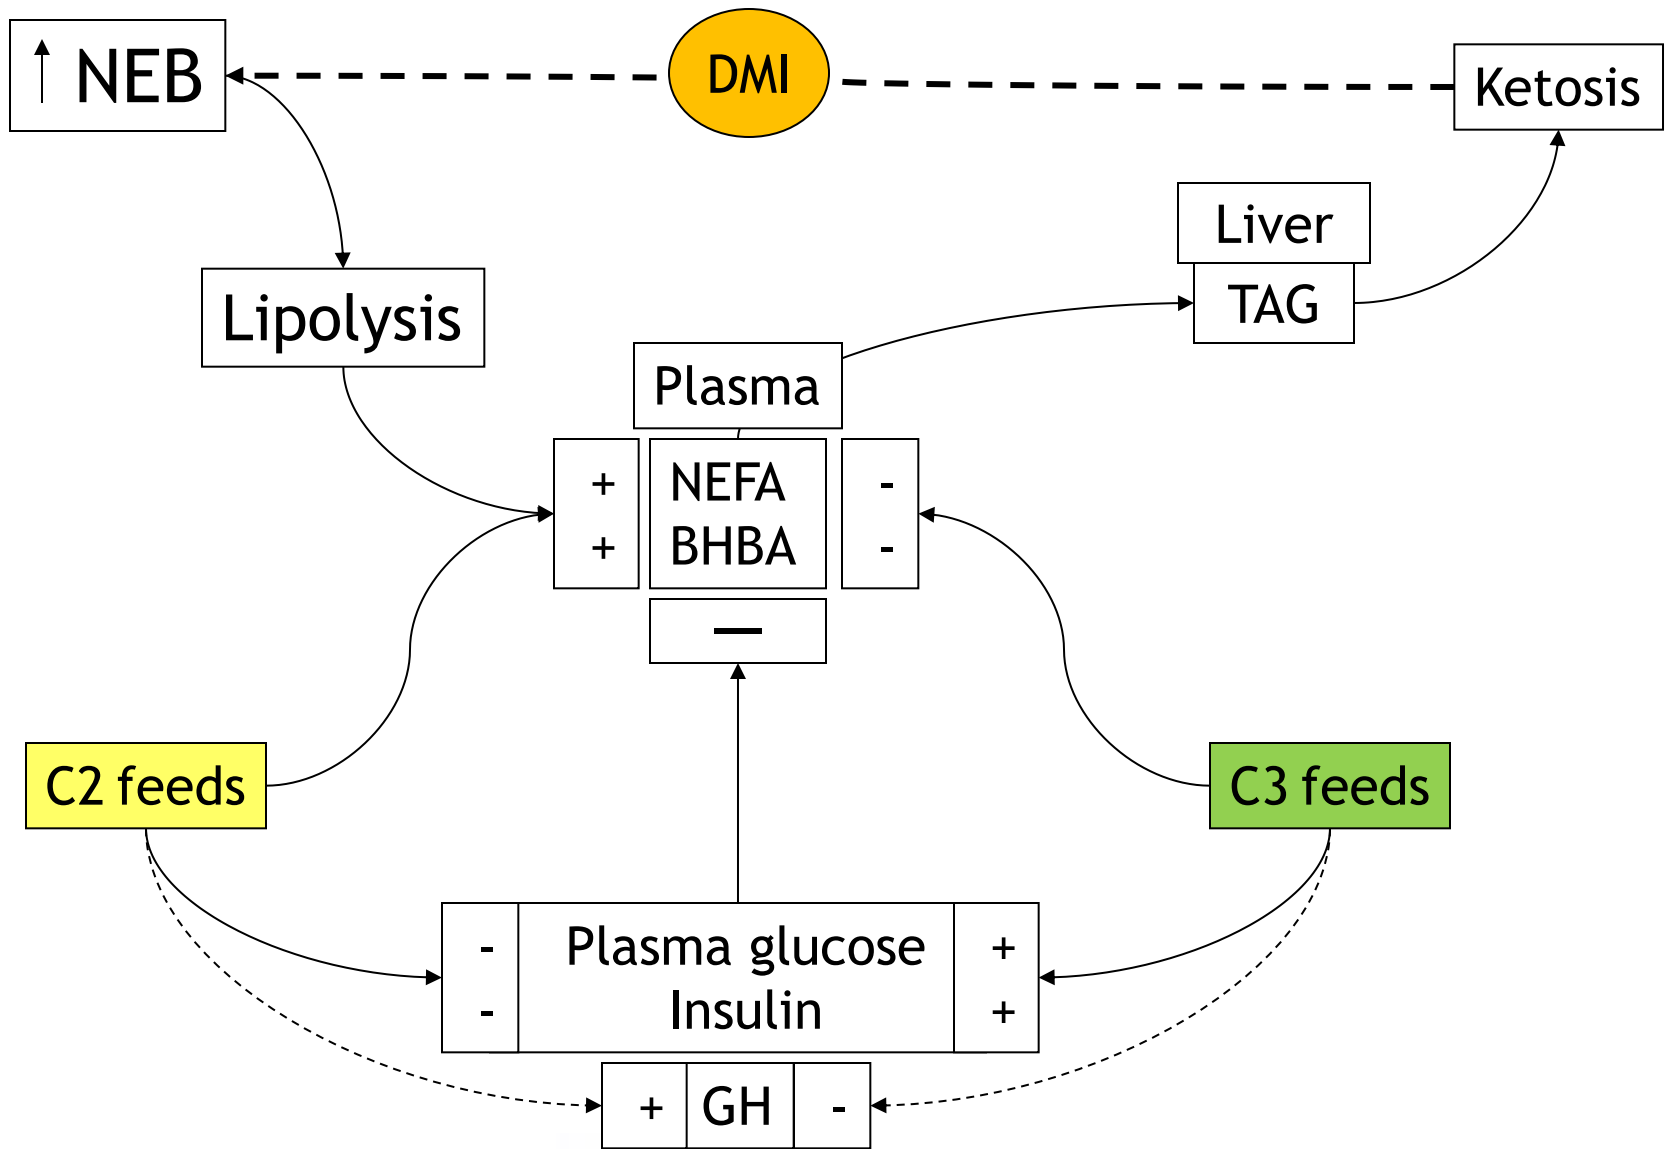 ↑ NEB
DMI
Ketosis
Liver
TAG
Lipolysis
Plasma
+ NEFA -
+ BHBA -
—
C2 feeds
C3 feeds
- Plasma glucose +
- Insulin +
+ GH -